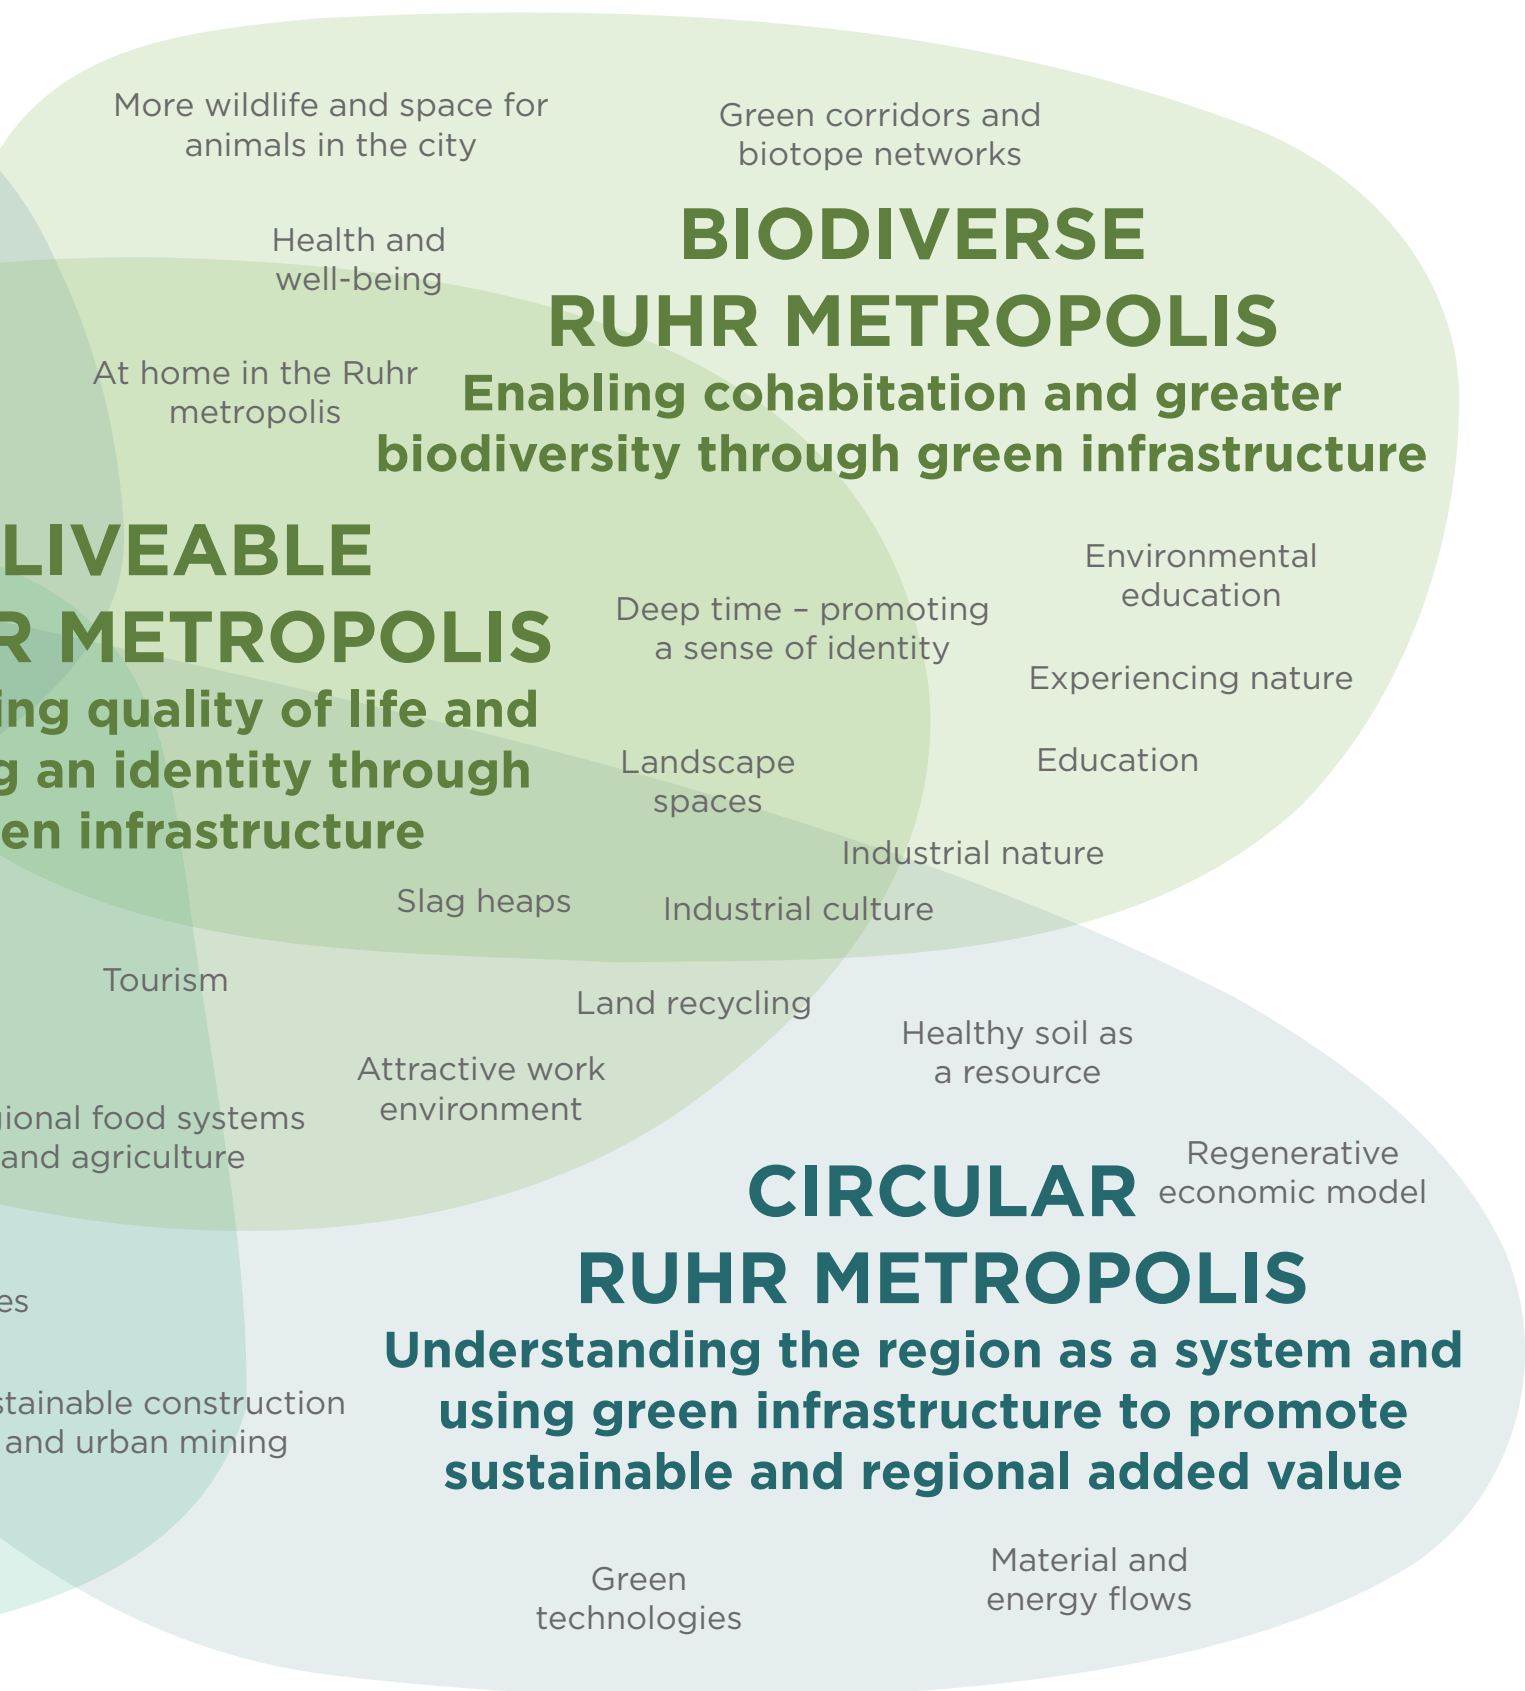 More wildlife and space for
animals in the city
Green corridors and
biotope networks
Health and
well-being
BIODIVERSE
RUHR METROPOLIS
Enabling cohabitation and greater
biodiversity through green infrastructure
At home in the Ruhr
metropolis
LIVEABLE
R METROPOLIS
ing quality of life and
g an identity through
en infrastructure
Environmental
education
Deep time – promoting
a sense of identity
Experiencing nature
Landscape
spaces
Education
Industrial nature
Slag heaps
Industrial culture
Tourism
Land recycling
Healthy soil as
a resource
Attractive work
environment
gional food systems
and agriculture
Regenerative
economic model
CIRCULAR
RUHR METROPOLIS
Understanding the region as a system and
using green infrastructure to promote
sustainable and regional added value
es
stainable construction
and urban mining
Green
technologies
Material and
energy flows